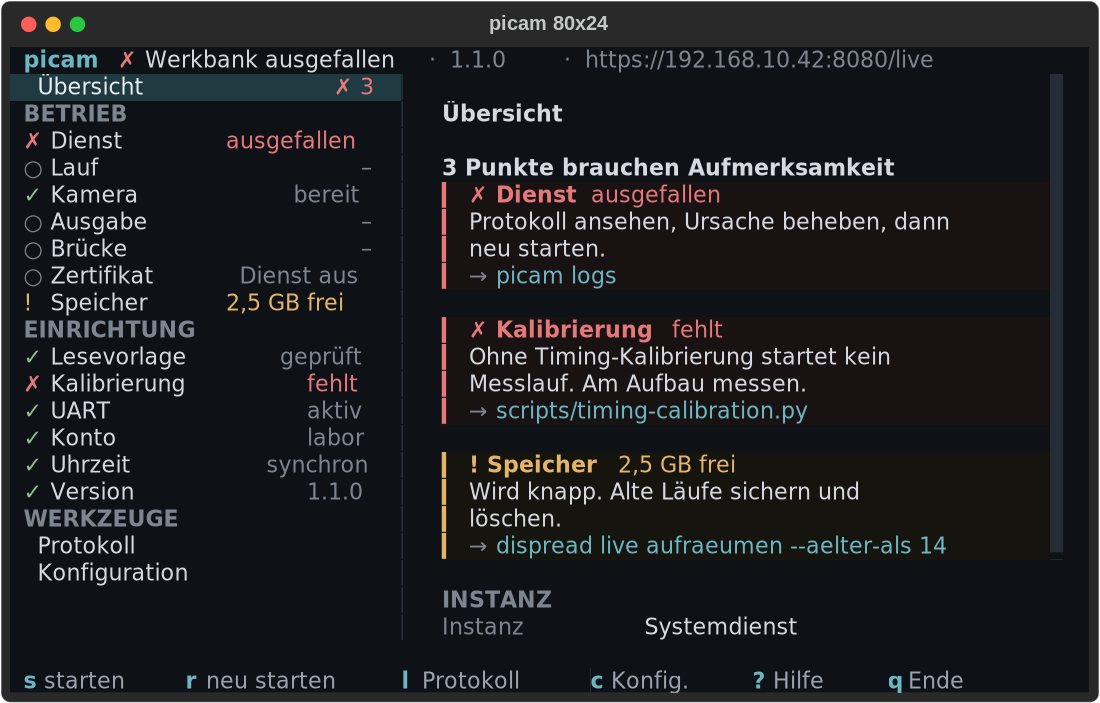 picam 80x24
picam ✗ Werkbank ausgefallen · 1.1.0 · https://192.168.10.42:8080/live
Übersicht ✗ 3
BETRIEB
✗ Dienst ausgefallen
○ Lauf –
✓ Kamera bereit
○ Ausgabe –
○ Brücke –
○ Zertifikat Dienst aus
! Speicher 2,5 GB frei
EINRICHTUNG
✓ Lesevorlage geprüft
✗ Kalibrierung fehlt
✓ UART aktiv
✓ Konto labor
✓ Uhrzeit synchron
✓ Version 1.1.0
WERKZEUGE
Protokoll
Konfiguration
Übersicht
3 Punkte brauchen Aufmerksamkeit
✗ Dienst ausgefallen
Protokoll ansehen, Ursache beheben, dann
neu starten.
→ picam logs
✗ Kalibrierung fehlt
Ohne Timing-Kalibrierung startet kein
Messlauf. Am Aufbau messen.
→ scripts/timing-calibration.py
! Speicher 2,5 GB frei
Wird knapp. Alte Läufe sichern und
löschen.
→ dispread live aufraeumen --aelter-als 14
INSTANZ
Instanz Systemdienst
s starten r neu starten l Protokoll c Konfig. ? Hilfe q Ende